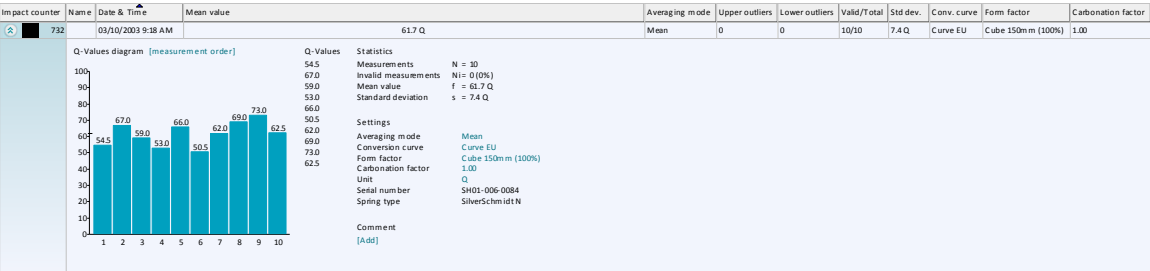 Impact counter Name Date & Time Mean value Averaging mode Upper outliers Lower outliers Valid/Total Std dev. Conv. curve Form factor Carbonation factor
732 03/10/2003 9:18 AM 61.7 Q Mean 0 0 10/10 7.4 Q Curve EU Cube 150mm (100%) 1.00
Q-Values diagram [measurement order]
100
90
80
70
60
50
40
30
20
10
0
54.5 67.0 59.0 53.0 66.0 50.5 62.0 69.0 73.0 62.5
1 2 3 4 5 6 7 8 9 10
Q-Values
54.5
67.0
59.0
53.0
66.0
50.5
62.0
69.0
73.0
62.5
Statistics
Measurements N = 10
Invalid measurements Ni = 0 (0%)
Mean value f = 61.7 Q
Standard deviation s = 7.4 Q
Settings
Averaging mode Mean
Conversion curve Curve EU
Form factor Cube 150mm (100%)
Carbonation factor 1.00
Unit Q
Serial number SH01-006-0084
Spring type SilverSchmidt N
Comment
[Add]